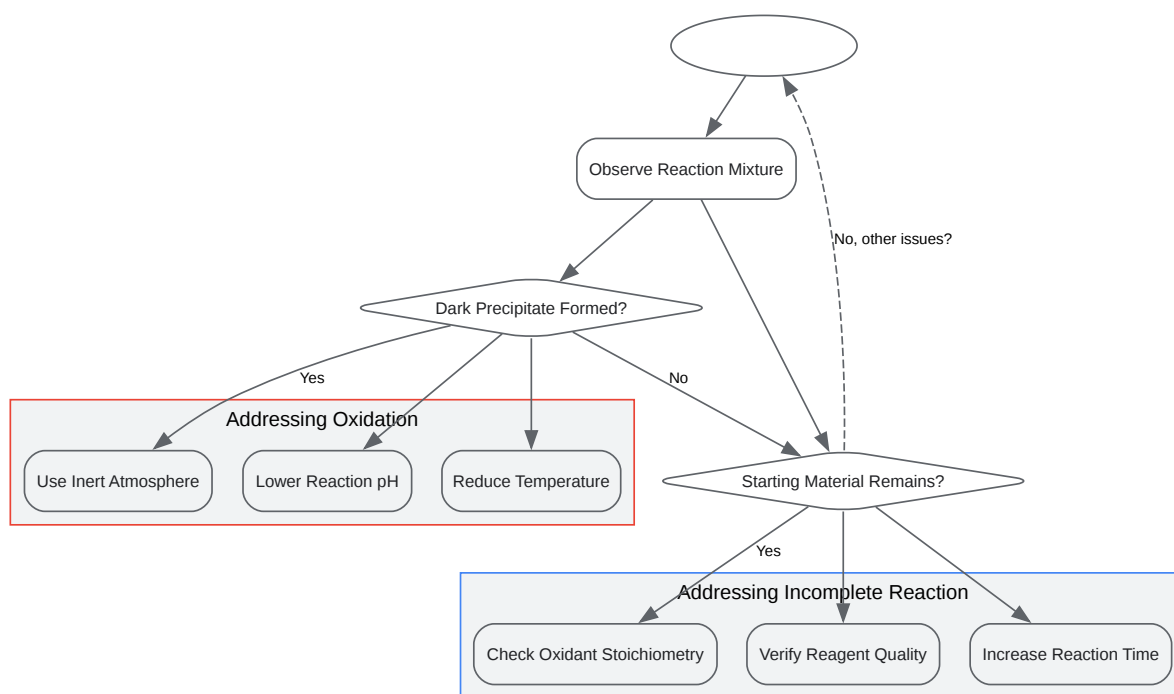 Observe Reaction Mixture
No, other issues?
Dark Precipitate Formed?
Yes
No
Addressing Oxidation
Use Inert Atmosphere
Lower Reaction pH
Reduce Temperature
Starting Material Remains?
Yes
Addressing Incomplete Reaction
Check Oxidant Stoichiometry
Verify Reagent Quality
Increase Reaction Time